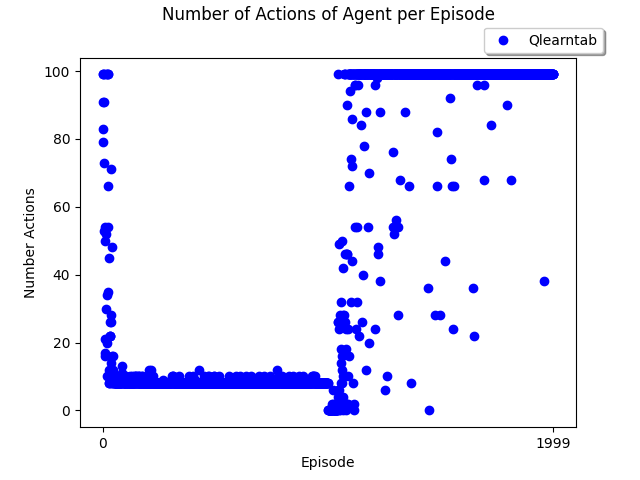 Number of Actions of Agent per Episode
Qlearntab
100
80
60
40
20
0
Number Actions
0
1999
Episode